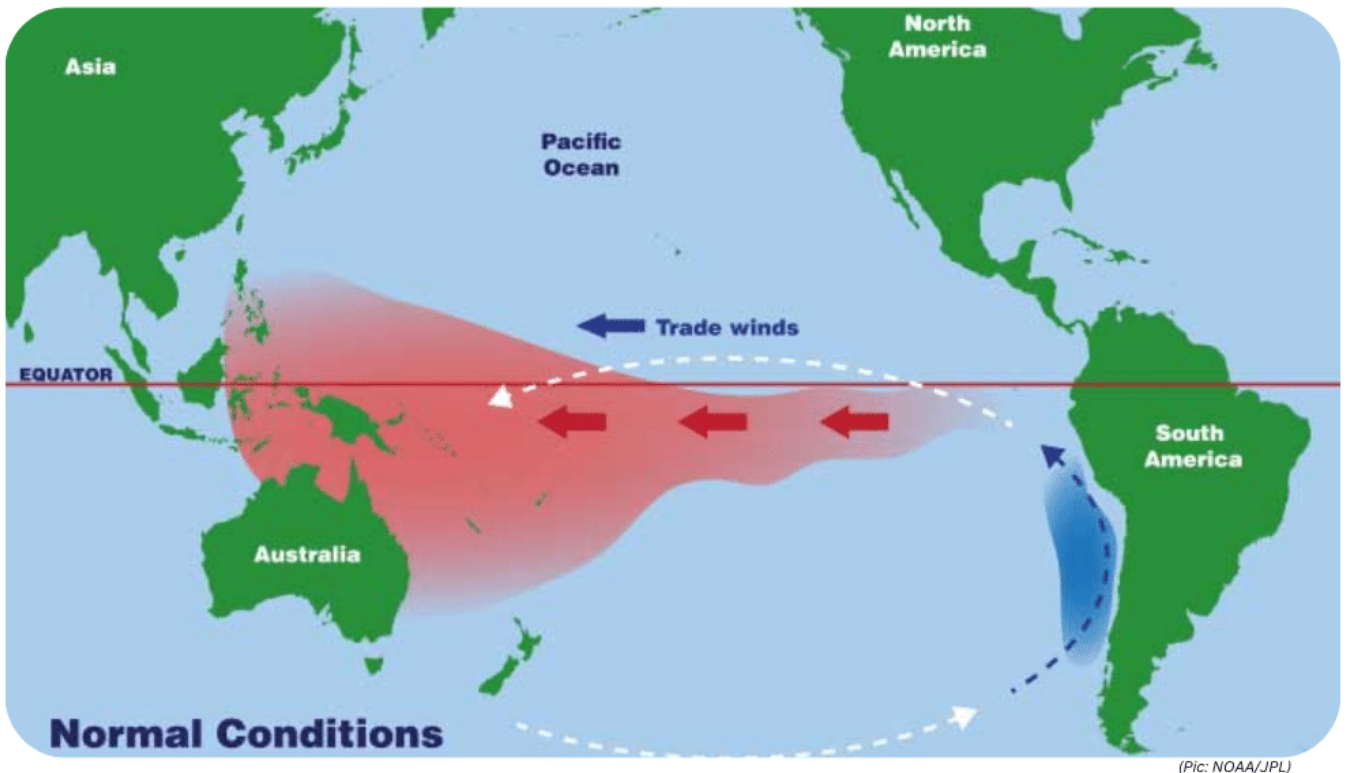 North
America
Asia
Pacific
Ocean
Trade winds
EQUATOR
South
America
Australia
Normal Conditions
(Pic: NOAA/JPL)